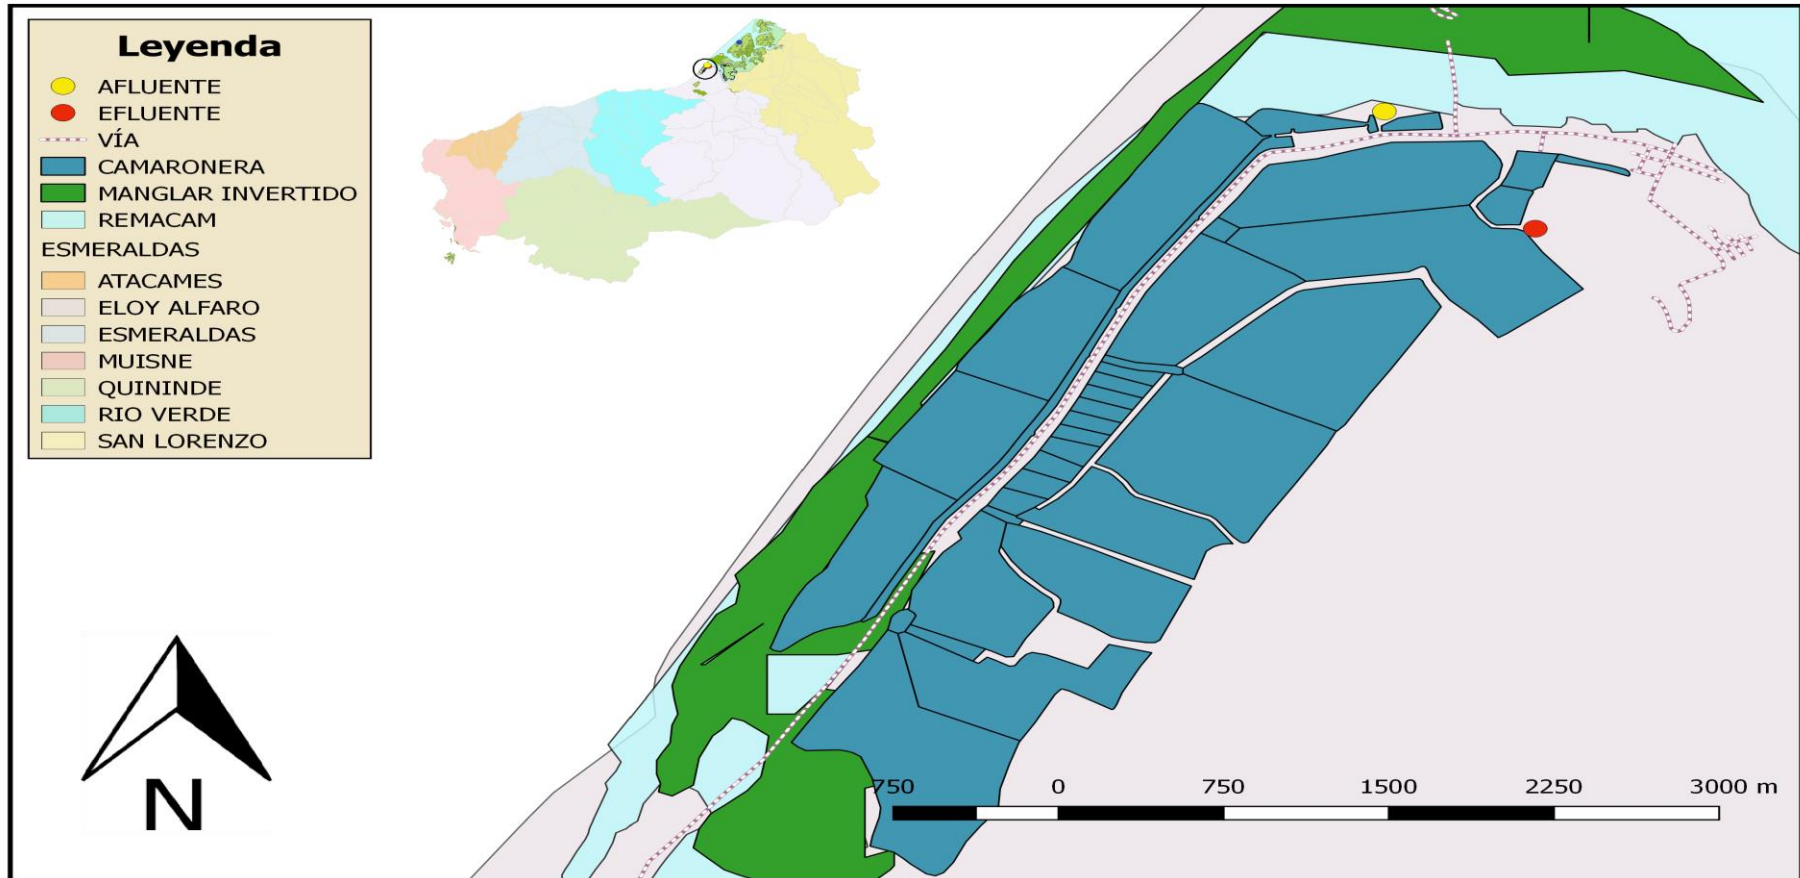 Leyenda
AFLUENTE
EFLUENTE
VÍA
CAMARONERA
MANGLAR INVERTIDO
REMACAM
ESMERALDAS
ATACAMES
ELOY ALFARO
ESMERALDAS
MUISNE
QUININDE
RIO VERDE
SAN LORENZO
N
750 0 750 1500 2250 3000 m